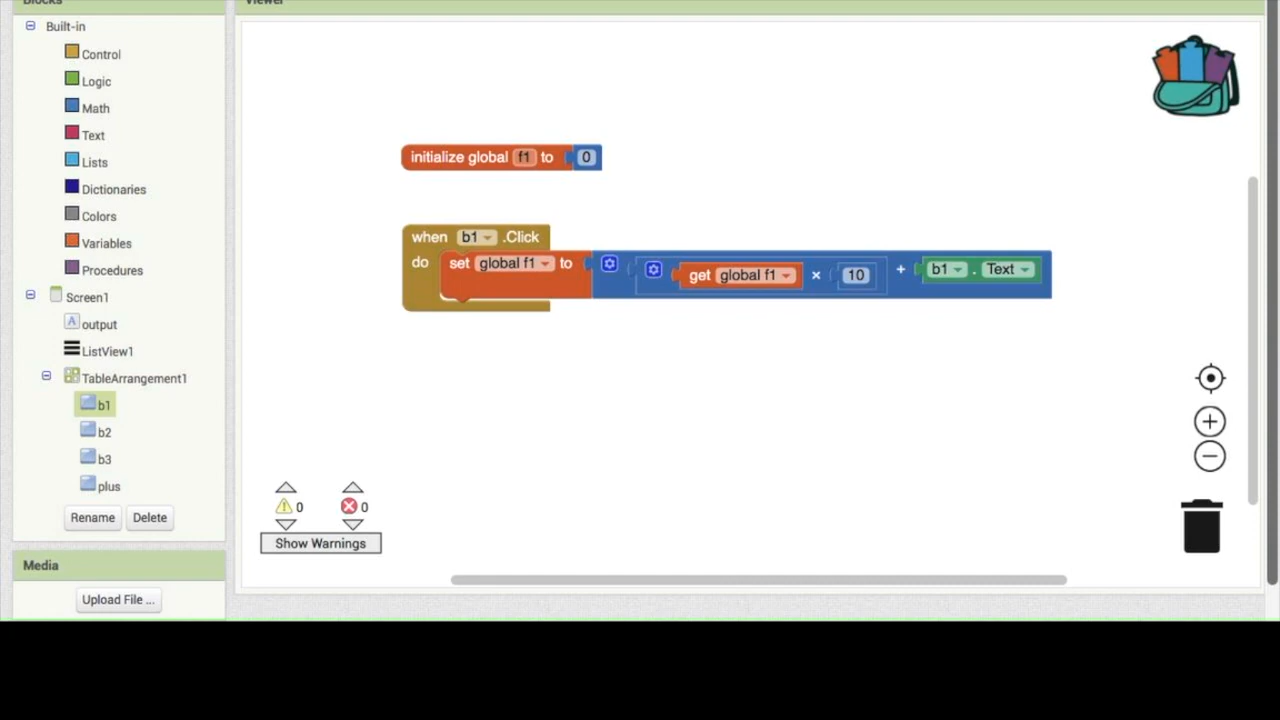 Blocks
Viewer
Built-in
Control
Logic
Math
Text
Lists
Dictionaries
Colors
Variables
Procedures
Screen1
A output
ListView1
TableArrangement1
b1
b2
b3
plus
Rename Delete
Media
Upload File ...
initialize global f1 to 0
when b1 .Click
do set global f1 to get global f1 × 10 + b1 . Text
0 0
Show Warnings